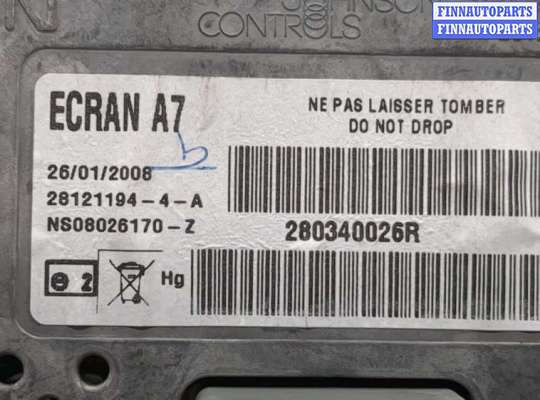 FINNAUTOPARTS
FINNAUTOPARTS
CONTROLS
ECRAN A7
NE PAS LAISSER TOMBER
DO NOT DROP
26/01/2008
28121194-4-A
NS08026170-Z
280340026R
2
Hg